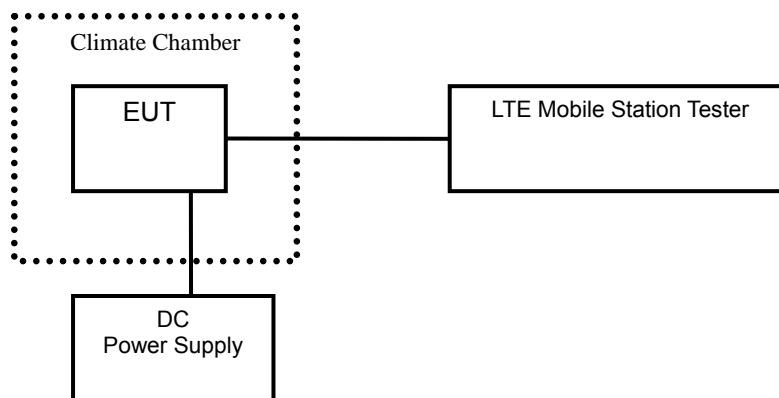 Climate Chamber
EUT
LTE Mobile Station Tester
DC
Power Supply